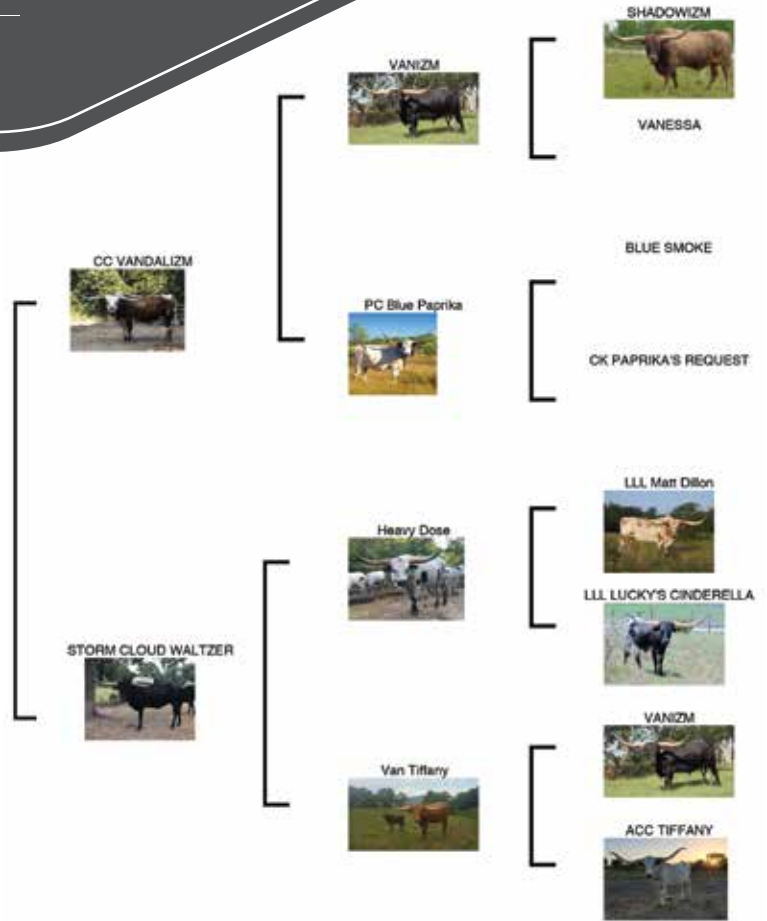 SHADOWIZM
VANIZM
VANESSA
BLUE SMOKE
CC VANDALIZM
PC Blue Paprika
CK PAPRIKA'S REQUEST
LLL Matt Dillon
Heavy Dose
LLL LUCKY'S CINDERELLA
STORM CLOUD WALTZER
VANIZM
Van Tiffany
ACC TIFFANY